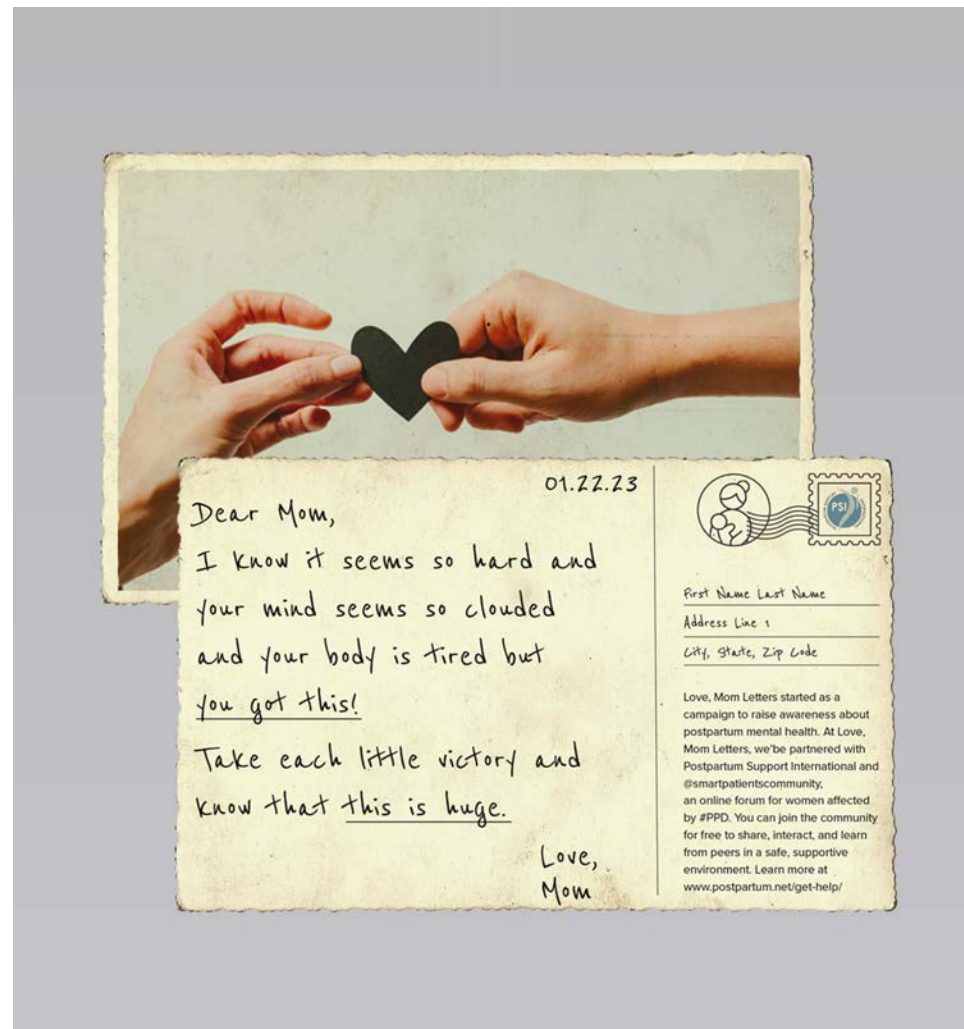 01.22.23
Dear Mom,
I know it seems so hard and
your mind seems so clouded
and your body is tired but
you got this!
Take each little victory and
know that this is huge.
Love,
Mom
PSI
First Name Last Name
Address Line 1
City, State, Zip Code
Love, Mom Letters started as a
campaign to raise awareness about
postpartum mental health. At Love,
Mom Letters, we'be partnered with
Postpartum Support International and
@smartpatientscommunity,
an online forum for women affected
by #PPD. You can join the community
for free to share, interact, and learn
from peers in a safe, supportive
environment. Learn more at
www.postpartum.net/get-help/